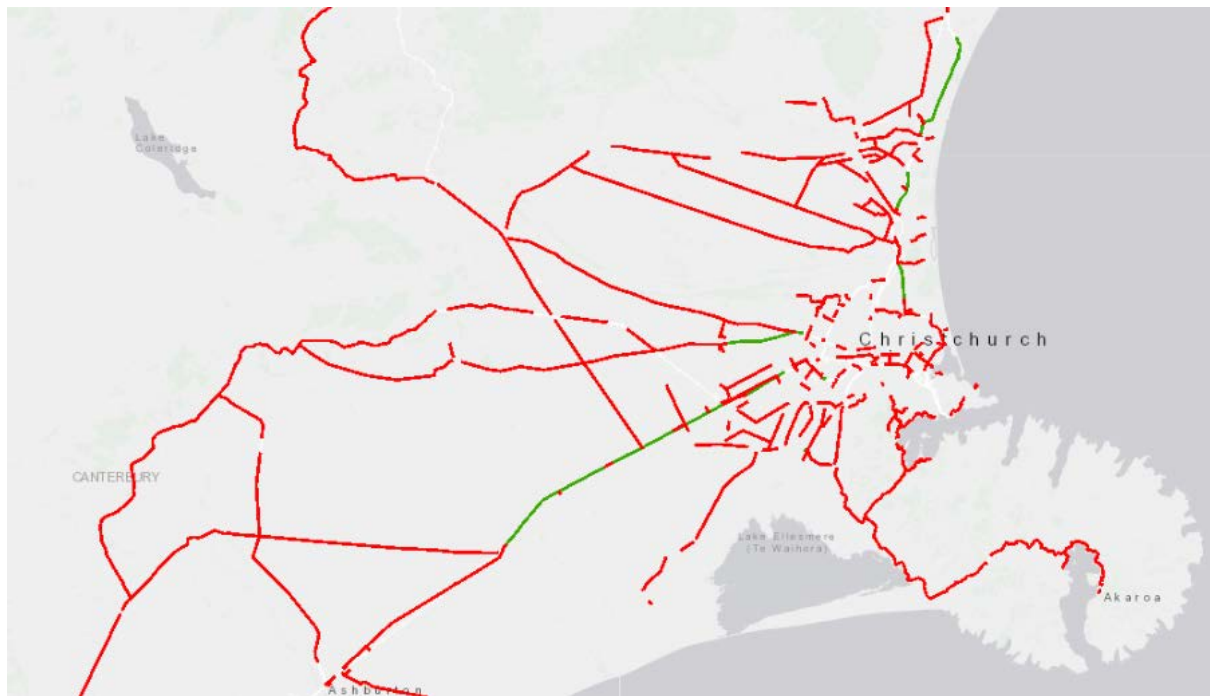 Lake
Coleridge
Christchurch
CANTERBURY
Lake Ellesmere
(Te Waihora)
Akaroa
Ashburton